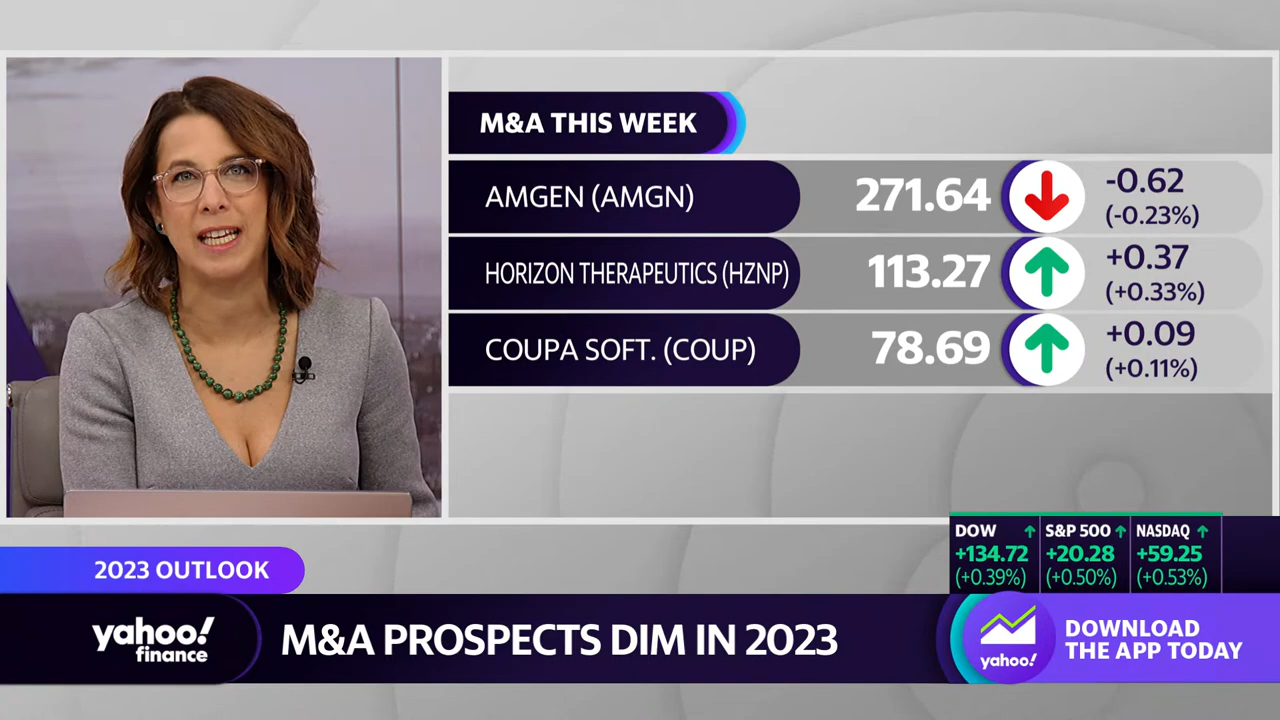 M&A THIS WEEK
AMGEN (AMGN) 271.64 -0.62
(-0.23%)
HORIZON THERAPEUTICS (HZNP) 113.27 +0.37
(+0.33%)
COUPA SOFT. (COUP) 78.69 +0.09
(+0.11%)
DOW S&P 500 NASDAQ
+134.72 +20.28 +59.25
(+0.39%) (+0.50%) (+0.53%)
2023 OUTLOOK
yahoo!
finance
M&A PROSPECTS DIM IN 2023
yahoo!
DOWNLOAD
THE APP TODAY